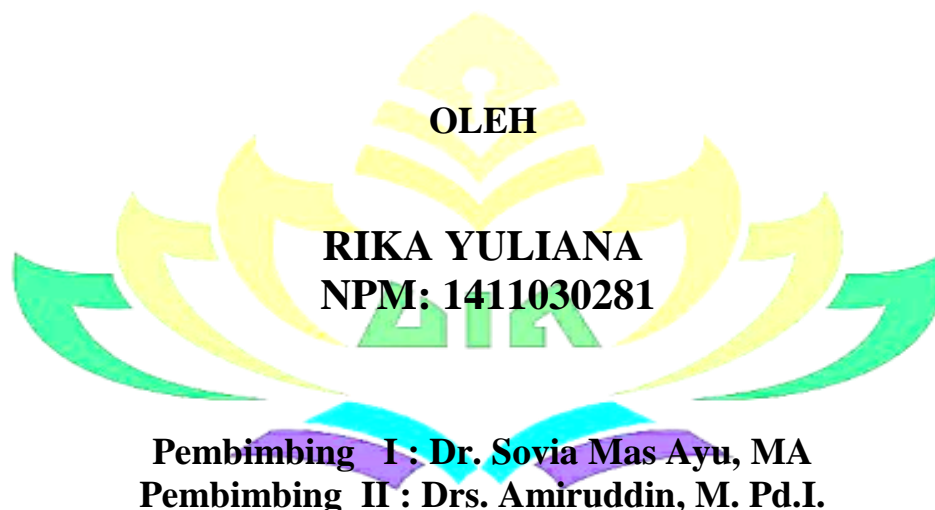 OLEH
RIKA YULIANA
NPM: 1411030281
Pembimbing I : Dr. Sovia Mas Ayu, MA
Pembimbing II : Drs. Amiruddin, M. Pd.I.